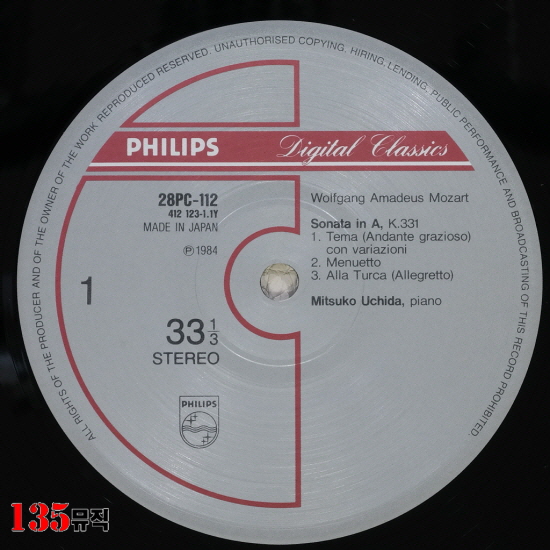 ALL RIGHTS OF THE PRODUCER AND OF THE OWNER OF THE WORK REPRODUCED RESERVED. UNAUTHORISED COPYING, HIRING, LENDING, PUBLIC PERFORMANCE AND BROADCASTING OF THIS RECORD PROHIBITED.
PHILIPS Digital Classics
28PC-112
412 123-1.1Y
MADE IN JAPAN
℗ 1984
1
33 1/3
STEREO
PHILIPS
Wolfgang Amadeus Mozart
Sonata in A, K.331
1. Tema (Andante grazioso)
con variazioni
2. Menuetto
3. Alla Turca (Allegretto)
Mitsuko Uchida, piano
135뮤직